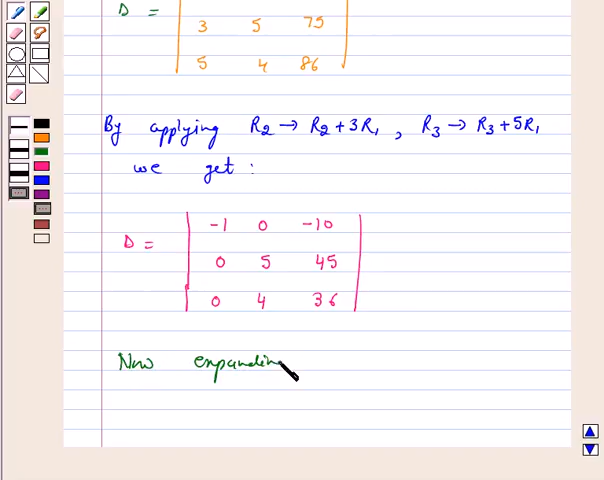 D =
3 5 75
5 4 86
By applying R2 → R2 + 3R1 , R3 → R3 + 5R1
we get :
D =
-1 0 -10
0 5 45
0 4 36
Now expanding